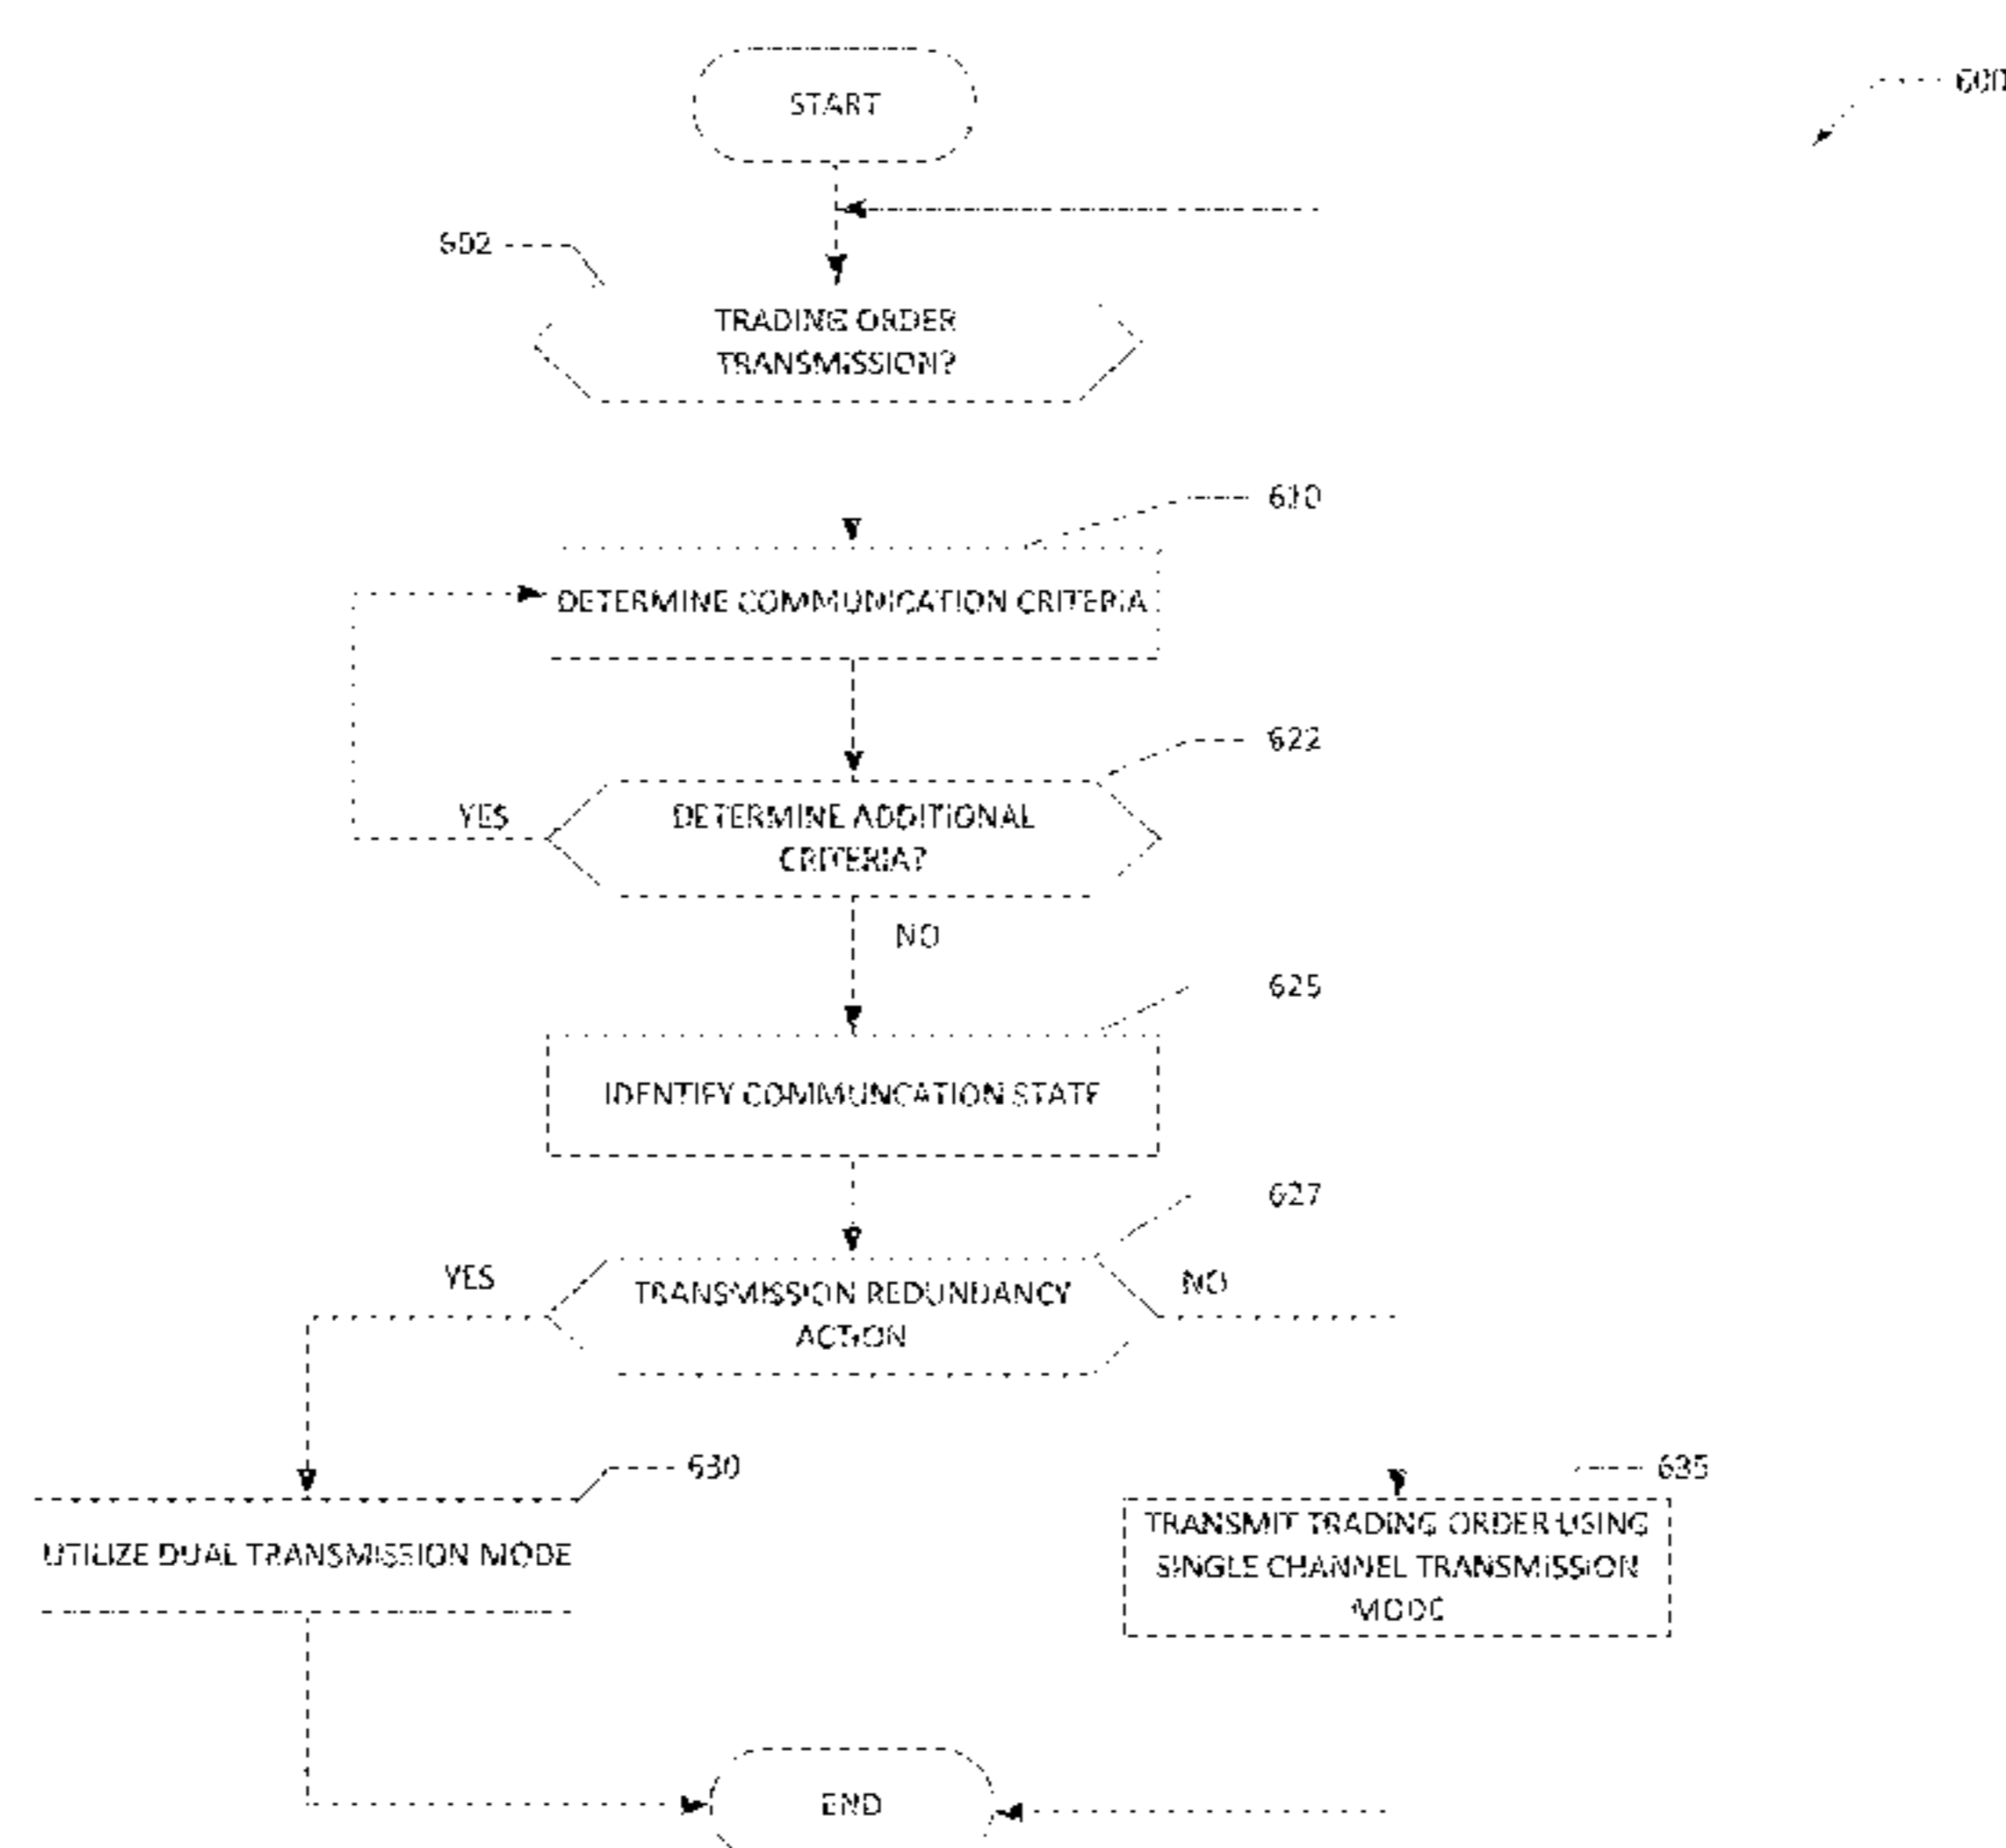 START
600
602
TRADING ORDER
TRANSMISSION?
610
DETERMINE COMMUNICATION CRITERIA
622
YES
DETERMINE ADDITIONAL
CRITERIA?
NO
625
IDENTIFY COMMUNCATION STATE
627
YES
TRANSMISSION REDUNDANCY
ACTION
NO
630
635
UTILIZE DUAL TRANSMISSION MODE
TRANSMIT TRADING ORDER USING
SINGLE CHANNEL TRANSMISSION
MODE
END